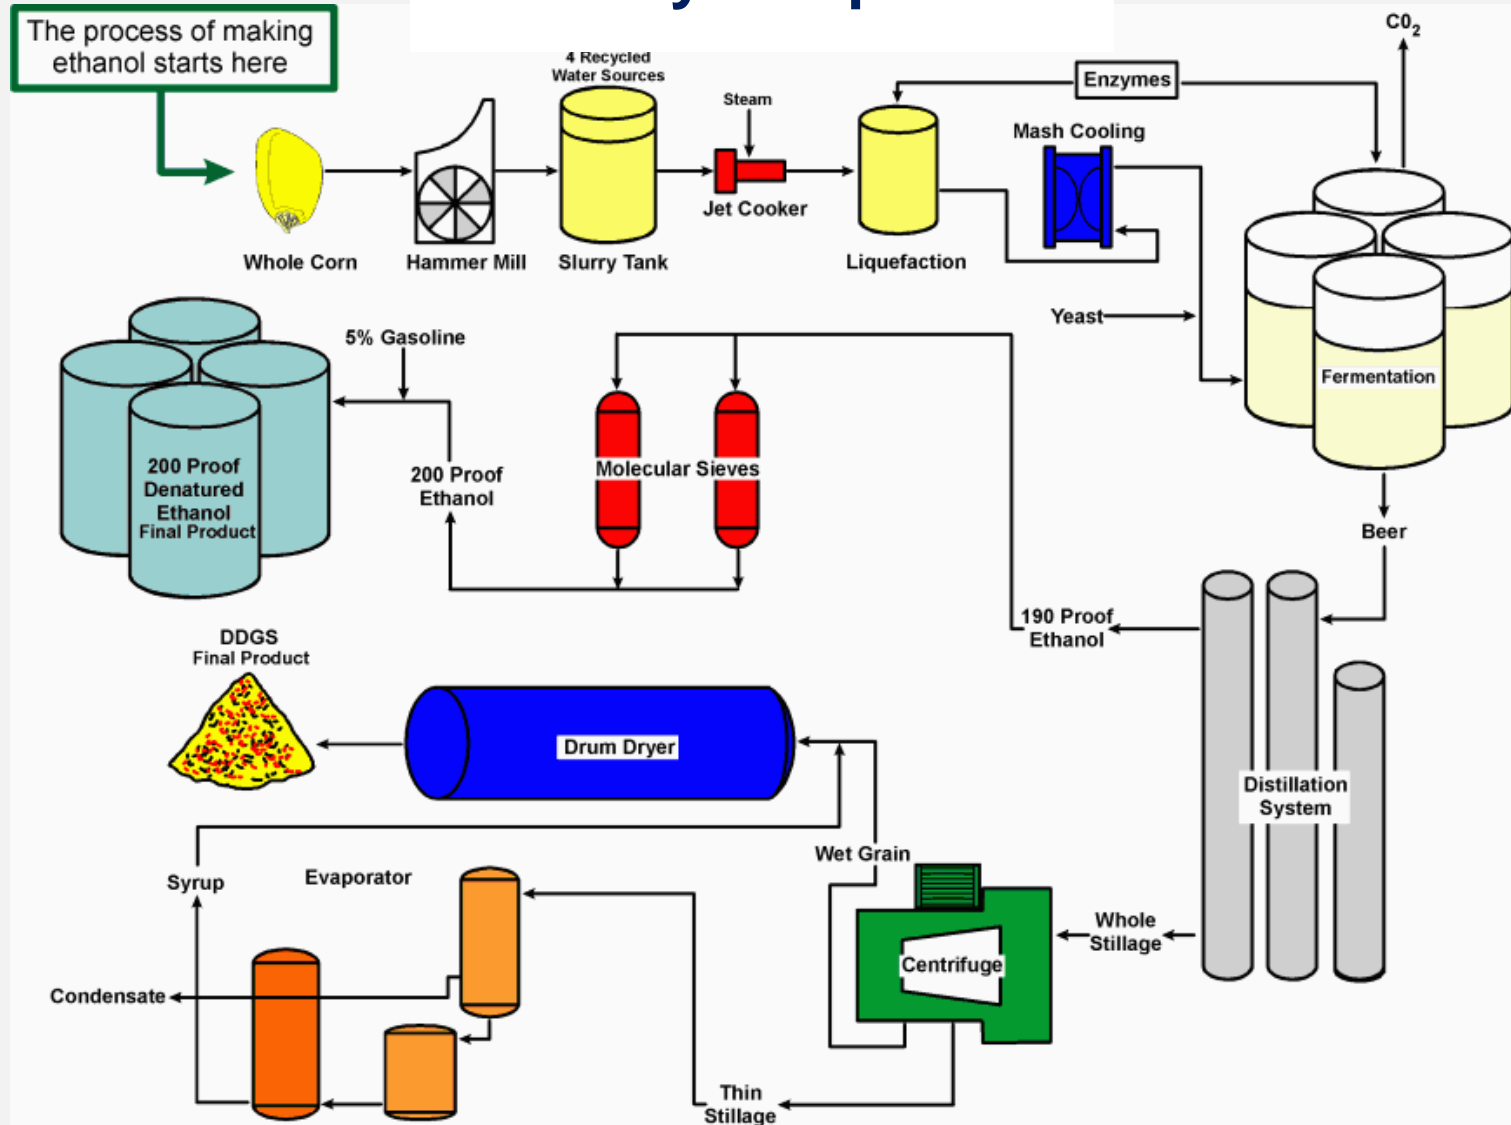 The process of making
ethanol starts here
4 Recycled
Water Sources
Steam
Enzymes
C0₂
Mash Cooling
Jet Cooker
Whole Corn
Hammer Mill
Slurry Tank
Liquefaction
Yeast
Fermentation
5% Gasoline
200 Proof
Denatured
Ethanol
Final Product
200 Proof
Ethanol
Molecular Sieves
Beer
190 Proof
Ethanol
DDGS
Final Product
Drum Dryer
Distillation
System
Wet Grain
Syrup
Evaporator
Whole
Stillage
Centrifuge
Condensate
Thin
Stillage